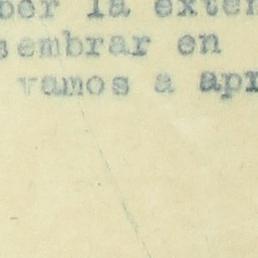 ber la exten
sembrar en
vamos a apr